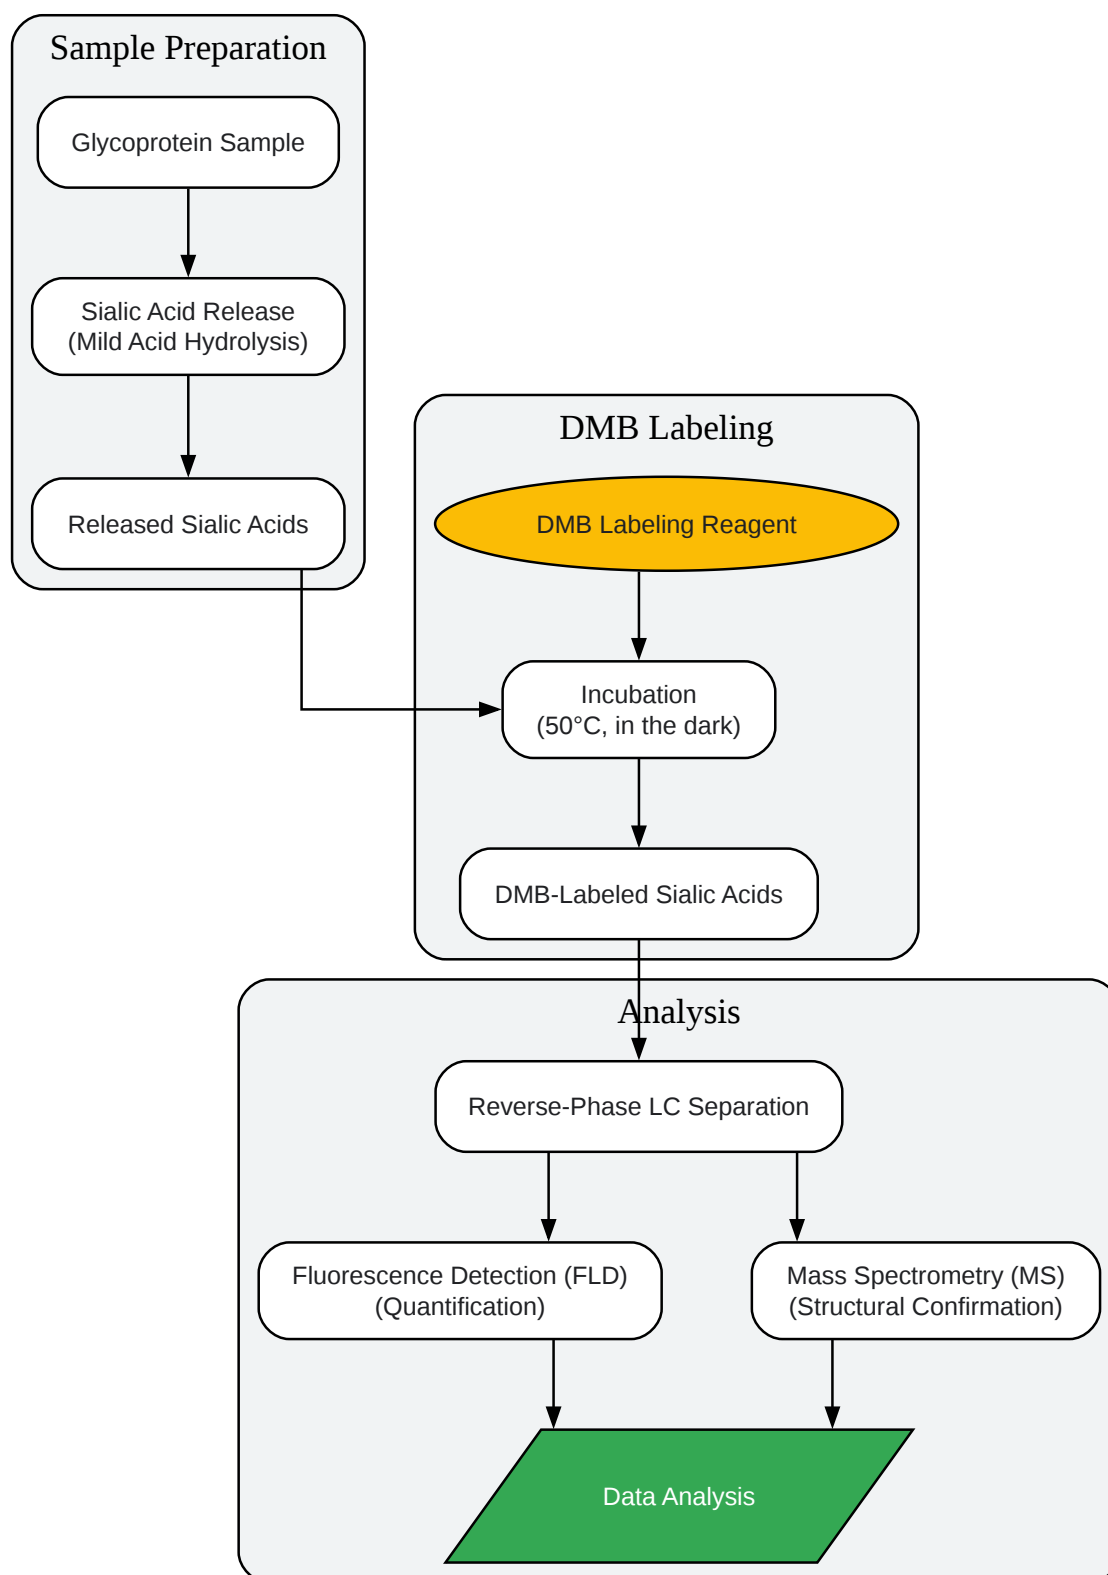 Sample Preparation
Glycoprotein Sample
Sialic Acid Release
(Mild Acid Hydrolysis)
Released Sialic Acids
DMB Labeling
DMB Labeling Reagent
Incubation
(50°C, in the dark)
DMB-Labeled Sialic Acids
Analysis
Reverse-Phase LC Separation
Fluorescence Detection (FLD)
(Quantification)
Mass Spectrometry (MS)
(Structural Confirmation)
Data Analysis